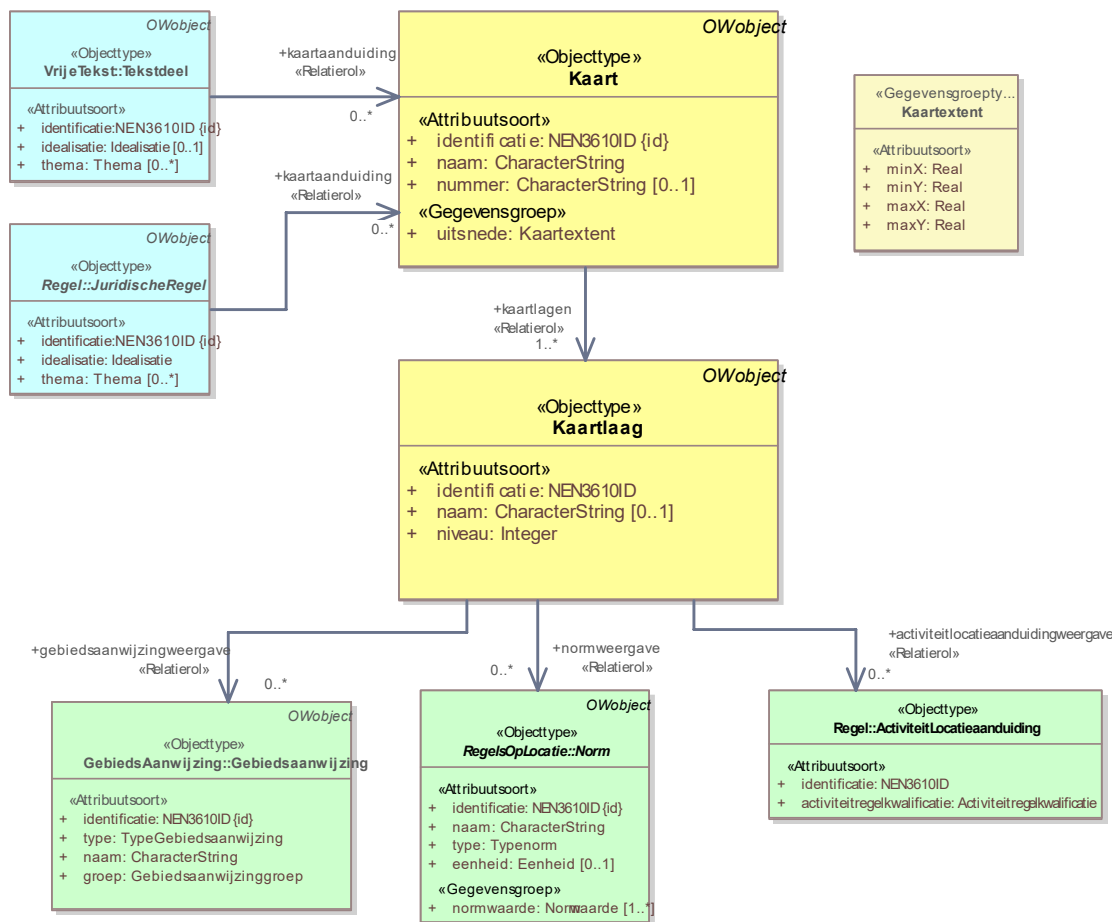 OWobject
«Objecttype»
VrijeTekst::Tekstdeel
«Attribuutsoort»
+ identificatie:NEN3610ID {id}
+ idealisatie: Idealisatie [0..1]
+ thema: Thema [0..*]
+kaartaanduiding
«Relatierol»
0..*
OWobject
«Objecttype»
Kaart
«Attribuutsoort»
+ identificatie: NEN3610ID {id}
+ naam: CharacterString
+ nummer: CharacterString [0..1]
«Gegevensgroep»
+ uitsnede: Kaartextent
«Gegevensgroepty...
Kaartextent
«Attribuutsoort»
+ minX: Real
+ minY: Real
+ maxX: Real
+ maxY: Real
+kaartaanduiding
«Relatierol»
0..*
OWobject
«Objecttype»
Regel::JuridischeRegel
«Attribuutsoort»
+ identificatie:NEN3610ID {id}
+ idealisatie: Idealisatie
+ thema: Thema [0..*]
+kaartlagen
«Relatierol»
1..*
OWobject
«Objecttype»
Kaartlaag
«Attribuutsoort»
+ identificatie: NEN3610ID
+ naam: CharacterString [0..1]
+ niveau: Integer
+gebiedsaanwijzingweergave
«Relatierol»
0..*
+normweergave
«Relatierol»
0..*
+activiteitlocatieaanduidingweergave
«Relatierol»
0..*
OWobject
«Objecttype»
GebiedsAanwijzing::Gebiedsaanwijzing
«Attribuutsoort»
+ identificatie: NEN3610ID {id}
+ type: TypeGebiedsaanwijzing
+ naam: CharacterString
+ groep: Gebiedsaanwijzinggroep
OWobject
«Objecttype»
RegelsOpLocatie::Norm
«Attribuutsoort»
+ identificatie: NEN3610ID {id}
+ naam: CharacterString
+ type: Typenorm
+ eenheid: Eenheid [0..1]
«Gegevensgroep»
+ normwaarde: Normwaarde [1..*]
«Objecttype»
Regel::ActiviteitLocatieaanduiding
«Attribuutsoort»
+ identificatie: NEN3610ID
+ activiteitregelkwalificatie: Activiteitregelkwalificatie